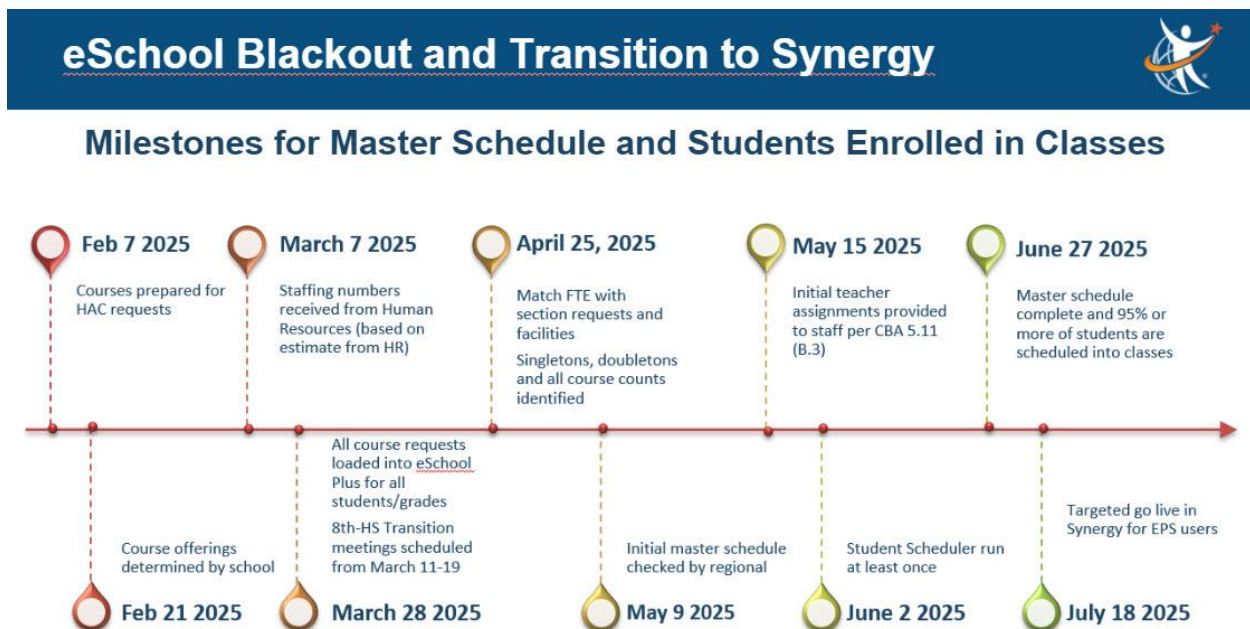 eSchool Blackout and Transition to Synergy
Milestones for Master Schedule and Students Enrolled in Classes
Feb 7 2025
Courses prepared for
HAC requests
March 7 2025
Staffing numbers
received from Human
Resources (based on
estimate from HR)
April 25, 2025
Match FTE with
section requests and
facilities
Singletons, doubletons
and all course counts
identified
May 15 2025
Initial teacher
assignments provided
to staff per CBA 5.11
(B.3)
June 27 2025
Master schedule
complete and 95% or
more of students are
scheduled into classes
Course offerings
determined by school
Feb 21 2025
All course requests
loaded into eSchool
Plus for all
students/grades
8th-HS Transition
meetings scheduled
from March 11-19
March 28 2025
Initial master schedule
checked by regional
May 9 2025
Student Scheduler run
at least once
June 2 2025
Targeted go live in
Synergy for EPS users
July 18 2025